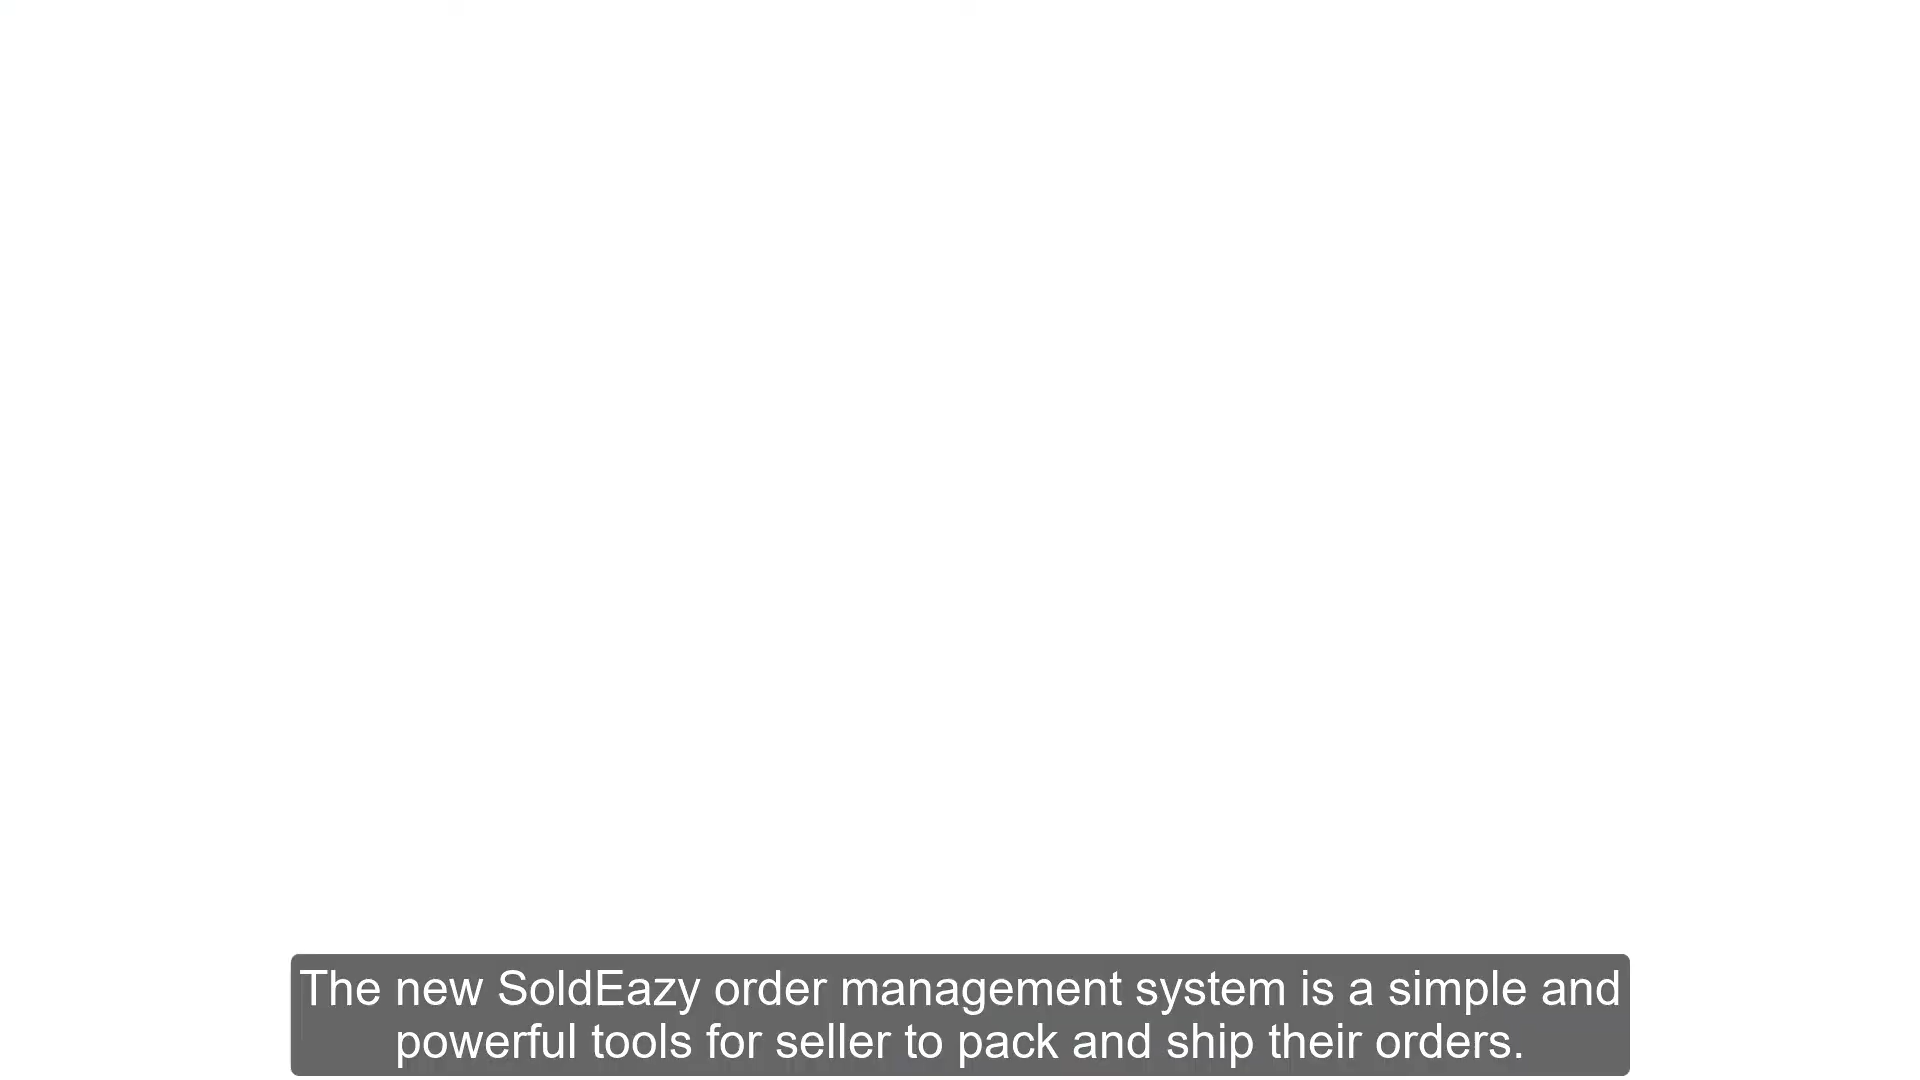 The new SoldEazy order management system is a simple and
powerful tools for seller to pack and ship their orders.